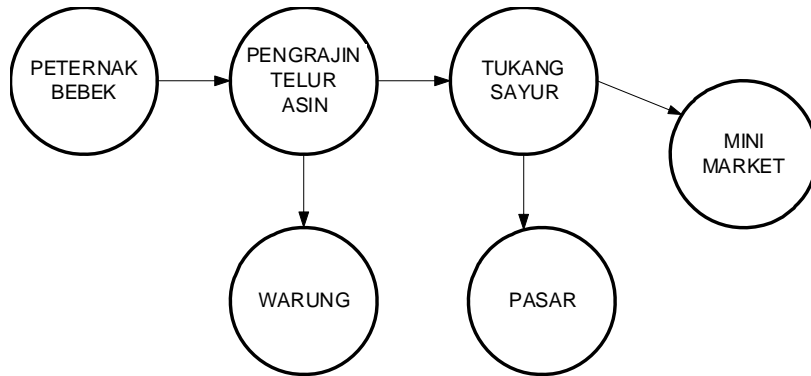 PETERNAK
BEBEK
PENGRAJIN
TELUR
ASIN
TUKANG
SAYUR
MINI
MARKET
WARUNG
PASAR